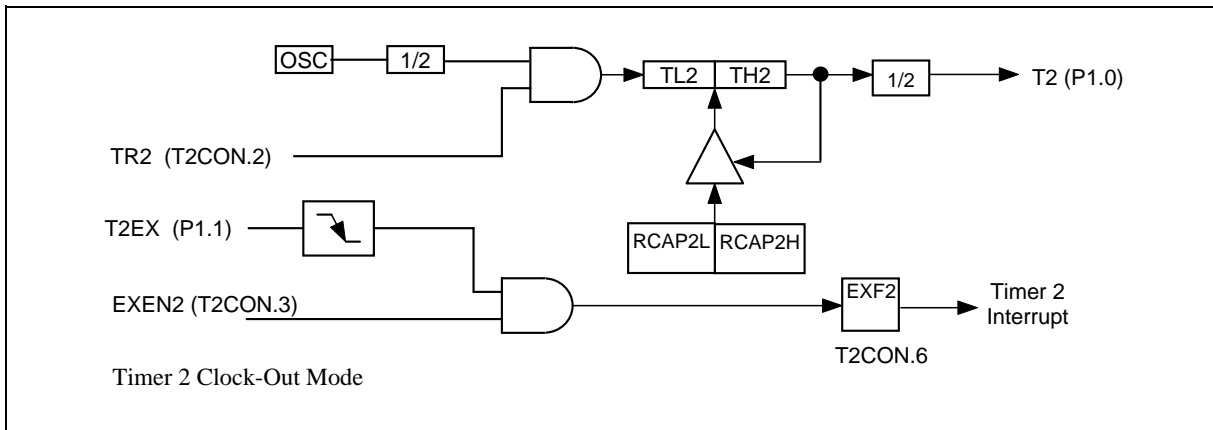 OSC
1/2
TL2
TH2
1/2
T2 (P1.0)
TR2 (T2CON.2)
T2EX (P1.1)
RCAP2L
RCAP2H
EXEN2 (T2CON.3)
EXF2
Timer 2
Interrupt
T2CON.6
Timer 2 Clock-Out Mode